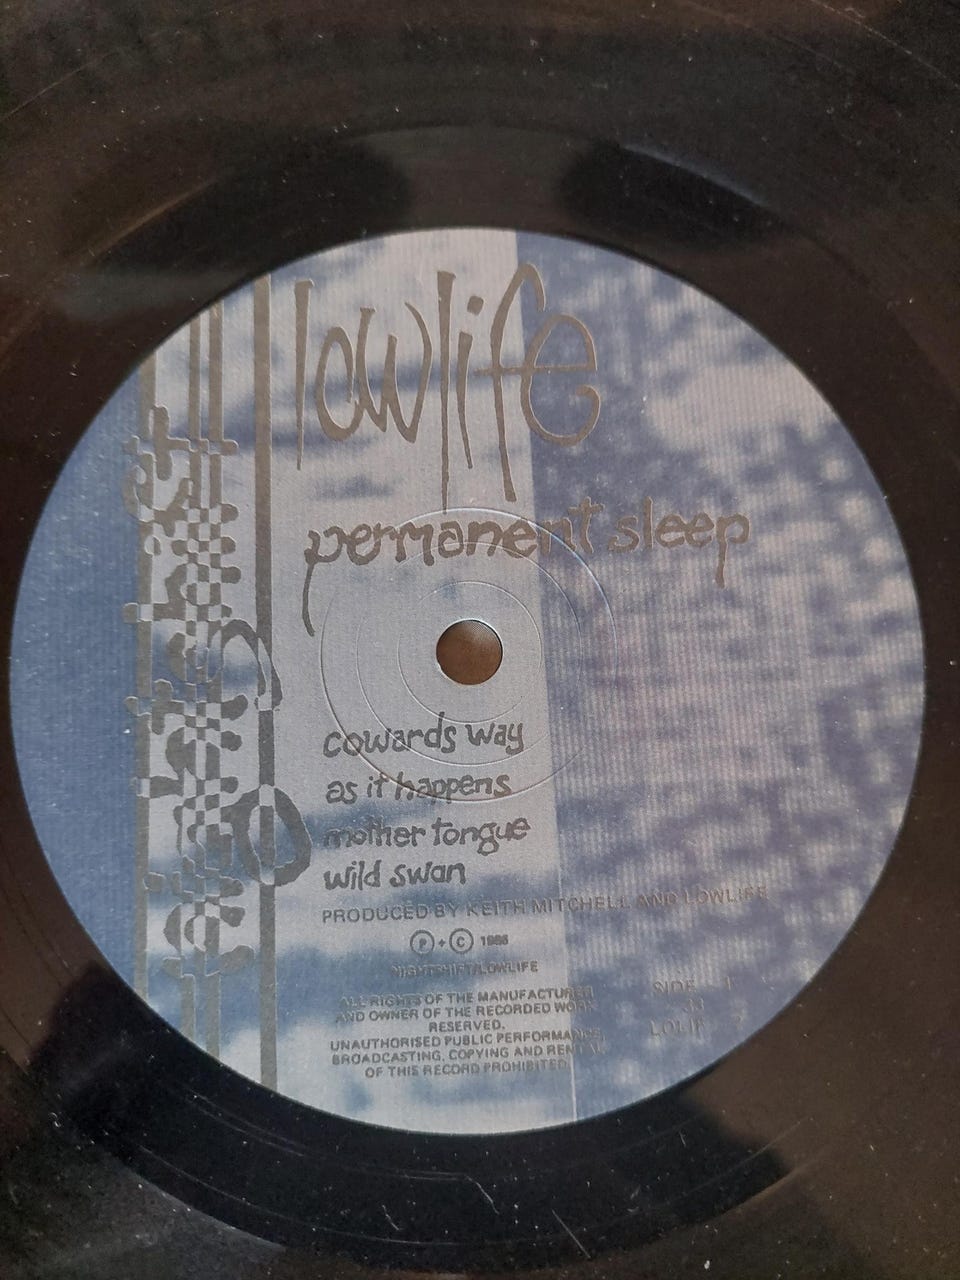 lowlife
permanent sleep
cowards way
as it happens
mother tongue
wild swan
PRODUCED BY KEITH MITCHELL AND LOWLIFE
P + C 1986
NIGHTSHIFT/LOWLIFE
ALL RIGHTS OF THE MANUFACTURER
AND OWNER OF THE RECORDED WORK
RESERVED.
UNAUTHORISED PUBLIC PERFORMANCE,
BROADCASTING, COPYING AND RENTAL
OF THIS RECORD PROHIBITED.
SIDE 1
33
LOLIF